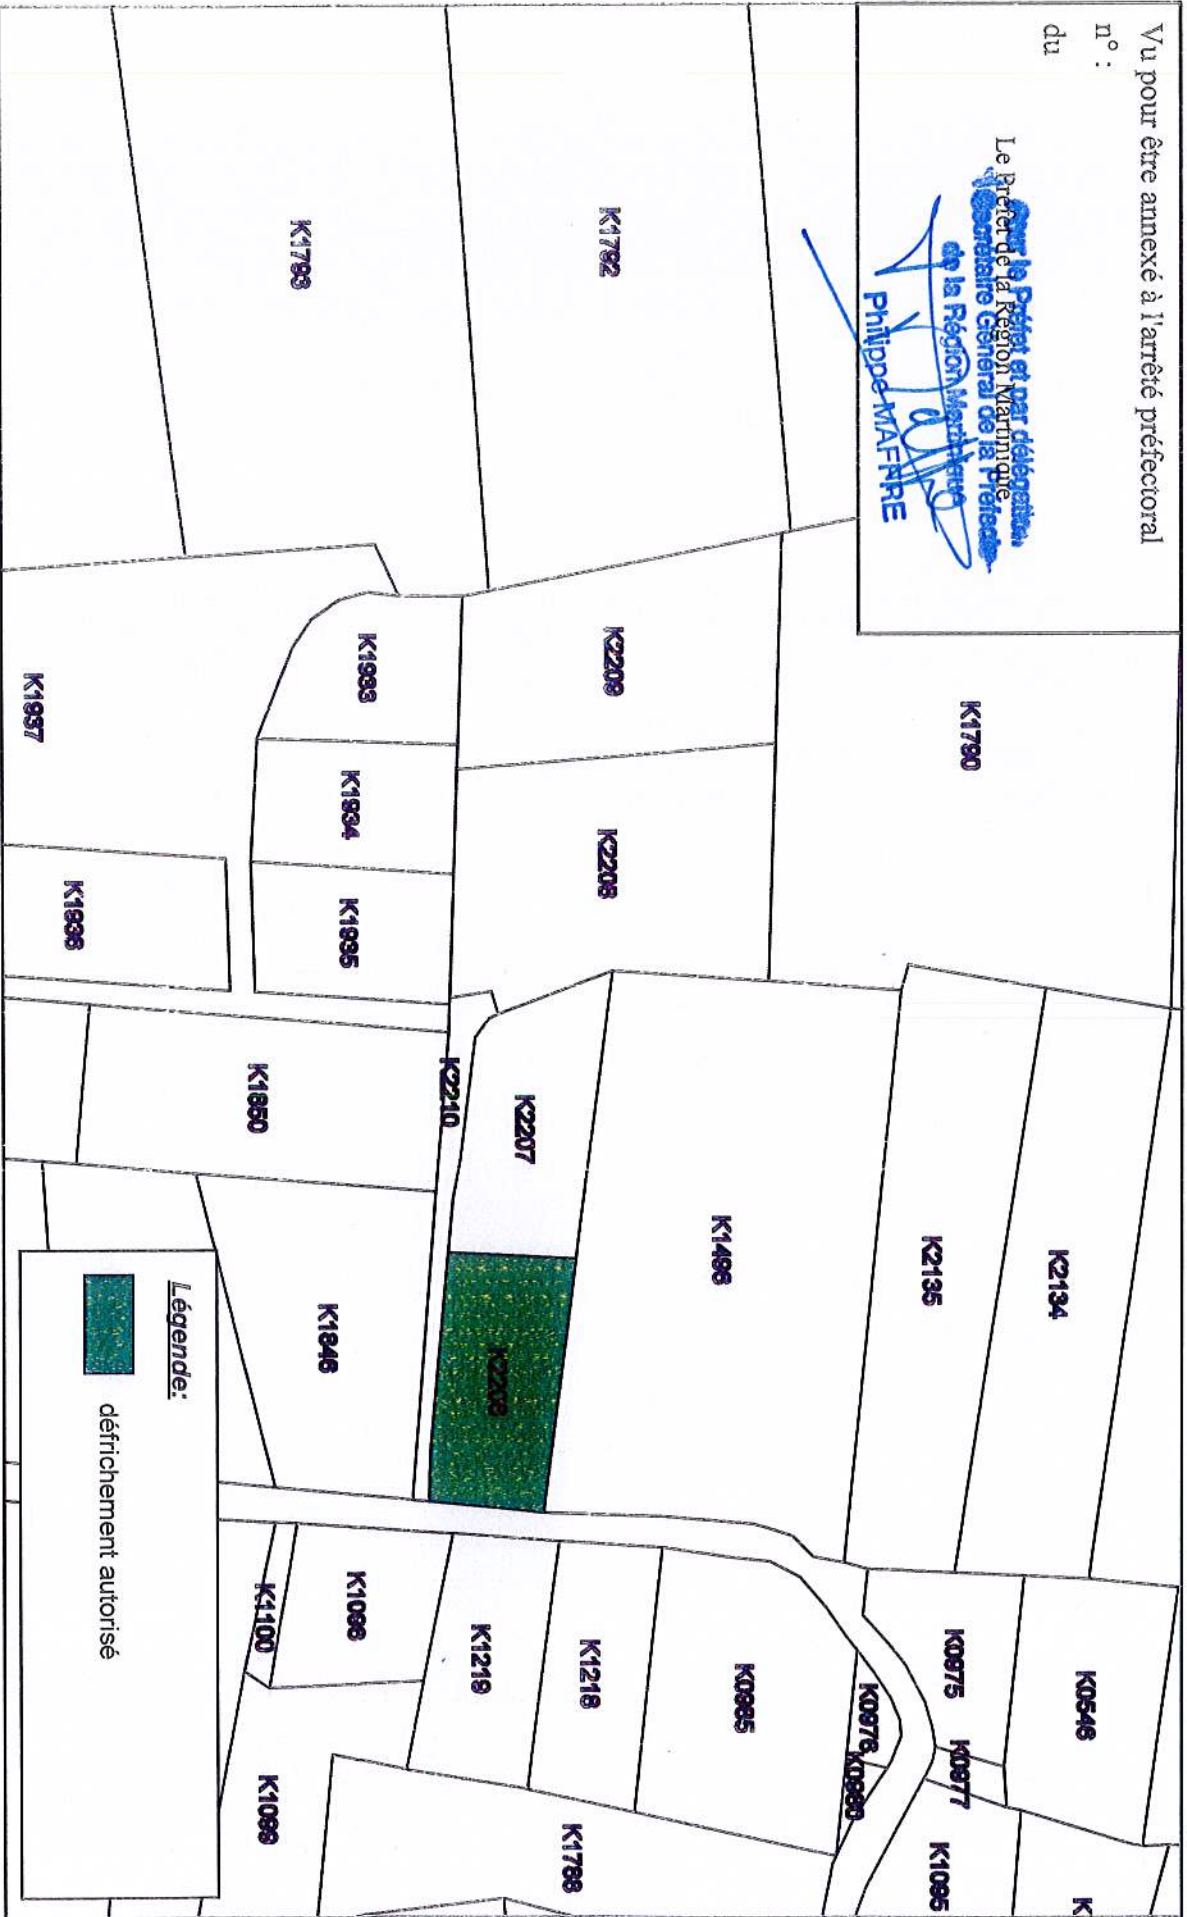 Vu pour être annexé à l'arrêté préfectoral
n° :
du
Le Préfet de la Région Martinique
Pour le Préfet et par délégation
Secrétaire Général de la Préfecture
de la Région Martinique
Philippe MAFFRE
K1790
K2134
K2135
K0546
K0975
K0977
K1095
K
K1792
K2209
K2208
K1496
K0976
K0980
K0985
K1218
K1788
K2207
K1219
K2210
K1793
K1933
K1934
K1935
K1850
K1846
K1098
K1100
K1099
K1937
K1936
Légende:
défrichement autorisé